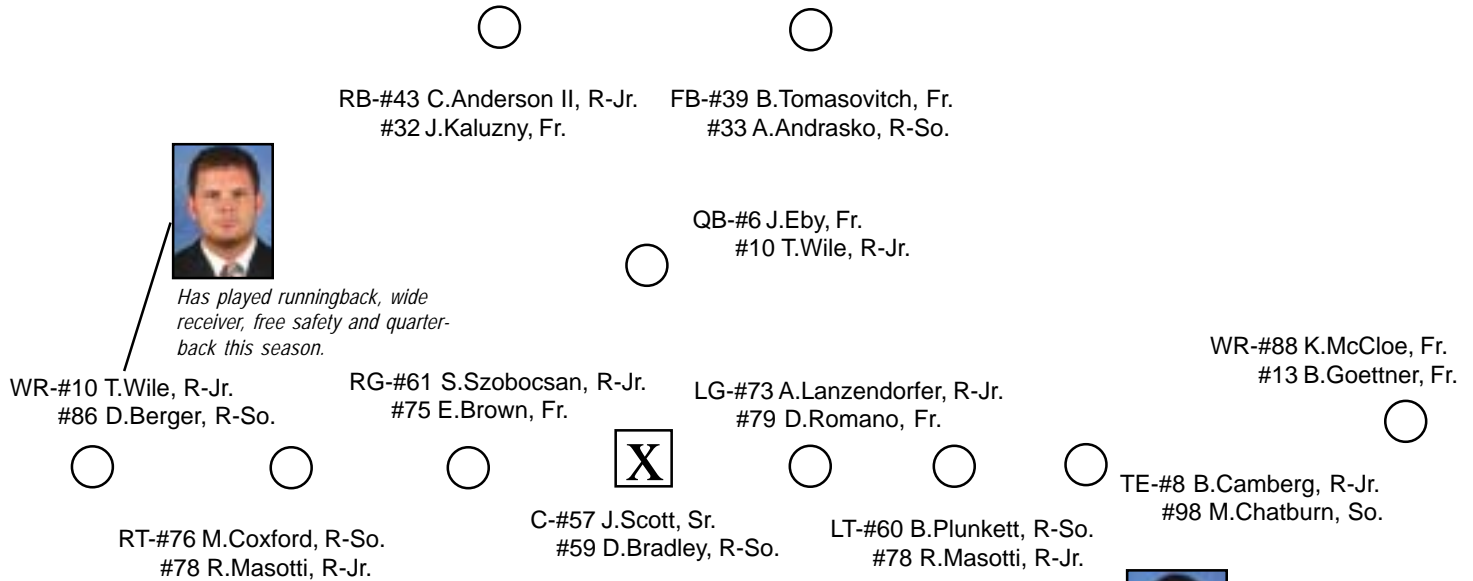 RB-#43 C.Anderson II, R-Jr.
#32 J.Kaluzny, Fr.
FB-#39 B.Tomasovitch, Fr.
#33 A.Andrasko, R-So.
QB-#6 J.Eby, Fr.
#10 T.Wile, R-Jr.
Has played runningback, wide
receiver, free safety and quarter-
back this season.
WR-#10 T.Wile, R-Jr.
#86 D.Berger, R-So.
RG-#61 S.Szobocsan, R-Jr.
#75 E.Brown, Fr.
LG-#73 A.Lanzendorfer, R-Jr.
#79 D.Romano, Fr.
WR-#88 K.McCloe, Fr.
#13 B.Goettner, Fr.
X
RT-#76 M.Coxford, R-So.
#78 R.Masotti, R-Jr.
C-#57 J.Scott, Sr.
#59 D.Bradley, R-So.
LT-#60 B.Plunkett, R-So.
#78 R.Masotti, R-Jr.
TE-#8 B.Camberg, R-Jr.
#98 M.Chatburn, So.